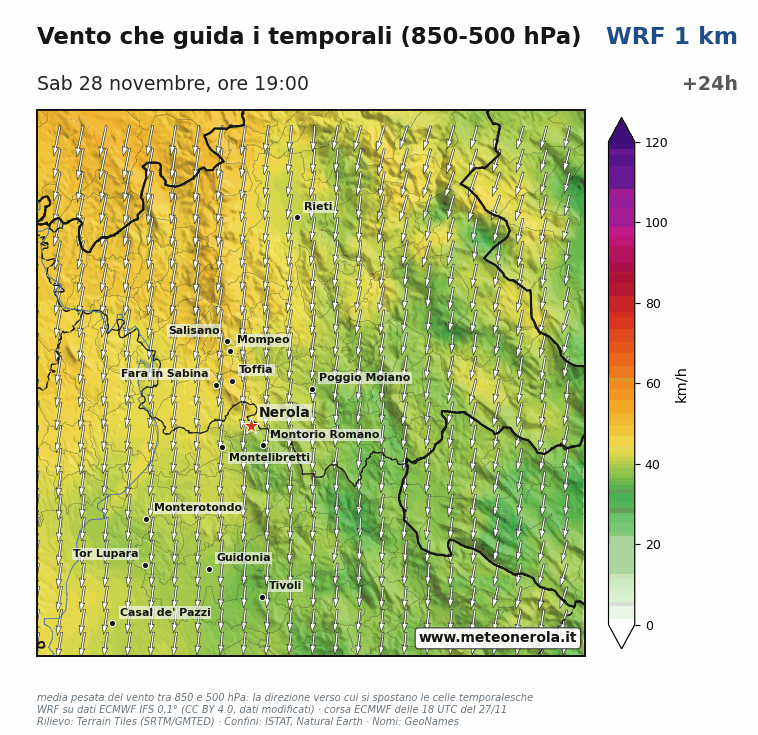 Vento che guida i temporali (850-500 hPa) WRF 1 km
Sab 28 novembre, ore 19:00 +24h
Rieti
Salisano
Mompeo
Toffia
Fara in Sabina
Poggio Moiano
Nerola
Montorio Romano
Montelibretti
Monterotondo
Tor Lupara
Guidonia
Tivoli
Casal de' Pazzi
www.meteonerola.it
120
100
80
60
40
20
0
km/h
media pesata del vento tra 850 e 500 hPa: la direzione verso cui si spostano le celle temporalesche
WRF su dati ECMWF IFS 0,1° (CC BY 4.0, dati modificati) · corsa ECMWF delle 18 UTC del 27/11
Rilievo: Terrain Tiles (SRTM/GMTED) · Confini: ISTAT, Natural Earth · Nomi: GeoNames